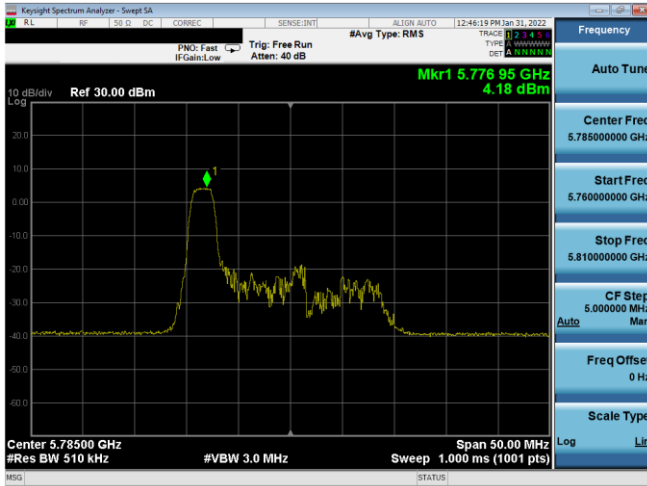 Keysight Spectrum Analyzer - Swept SA
RL RF 50 Ω DC CORREC SENSE:INT ALIGN AUTO 12:46:19 PM Jan 31, 2022
#Avg Type: RMS
TRACE 1 2 3 4 5 6
PNO: Fast Trig: Free Run
TYPE A WWWWW
IFGain:Low Atten: 40 dB
DET A N N N N N
Mkr1 5.776 95 GHz
4.18 dBm
10 dB/div Ref 30.00 dBm
Log
20.0
10.0
1
0.00
-10.0
-20.0
-30.0
-40.0
-50.0
-60.0
Center 5.78500 GHz Span 50.00 MHz
#Res BW 510 kHz #VBW 3.0 MHz Sweep 1.000 ms (1001 pts)
MSG STATUS
Frequency
Auto Tune
Center Freq
5.785000000 GHz
Start Freq
5.760000000 GHz
Stop Freq
5.810000000 GHz
CF Step
5.000000 MHz
Auto Man
Freq Offset
0 Hz
Scale Type
Log Lin